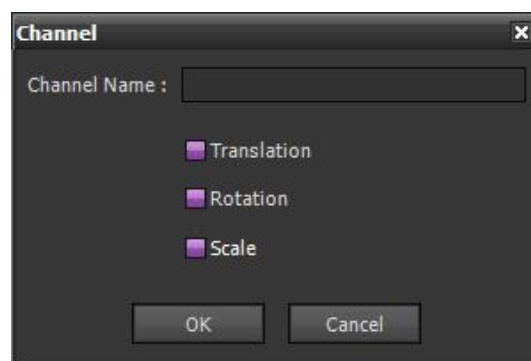 Channel
Channel Name :
Translation
Rotation
Scale
OK Cancel